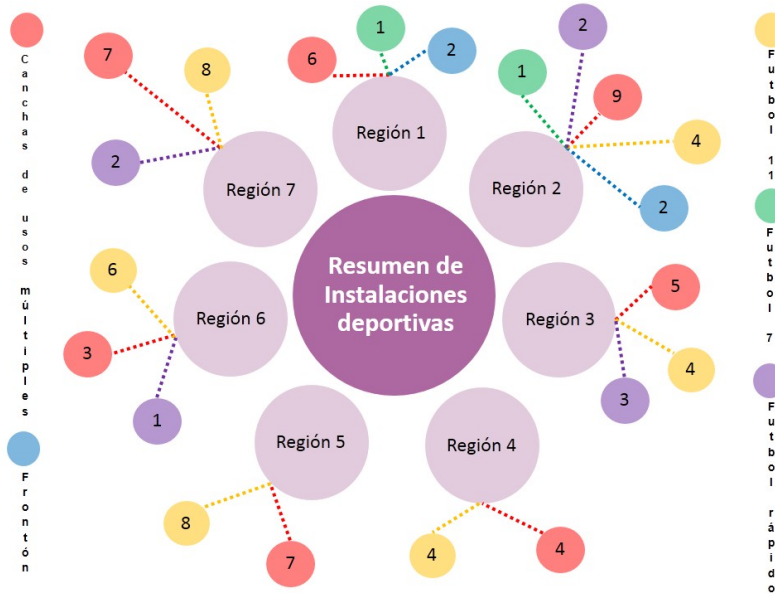 Canchas de usos múltiples
Frontón
Resumen de
Instalaciones
deportivas
Región 1
6
1
2
Región 2
1
2
9
4
2
Región 3
5
4
3
Región 4
4
4
Región 5
8
7
Región 6
6
3
1
Región 7
7
8
2
Futbol 11
Futbol 7
Futbol rápido